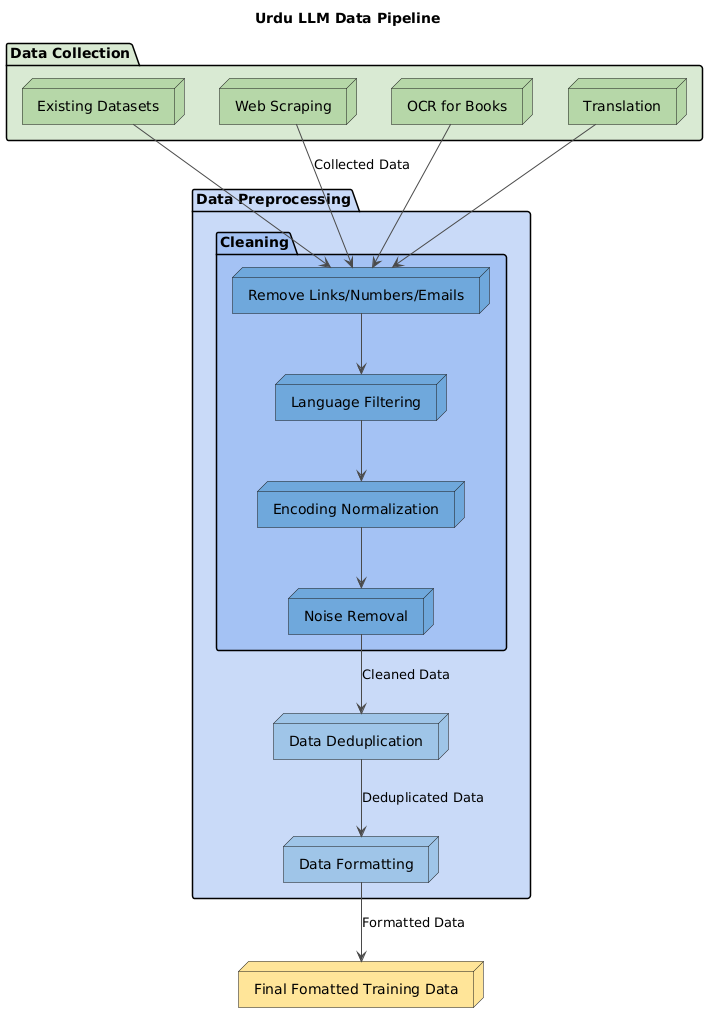 Urdu LLM Data Pipeline
Data Collection
Existing Datasets
Web Scraping
OCR for Books
Translation
Collected Data
Data Preprocessing
Cleaning
Remove Links/Numbers/Emails
Language Filtering
Encoding Normalization
Noise Removal
Cleaned Data
Data Deduplication
Deduplicated Data
Data Formatting
Formatted Data
Final Fomatted Training Data